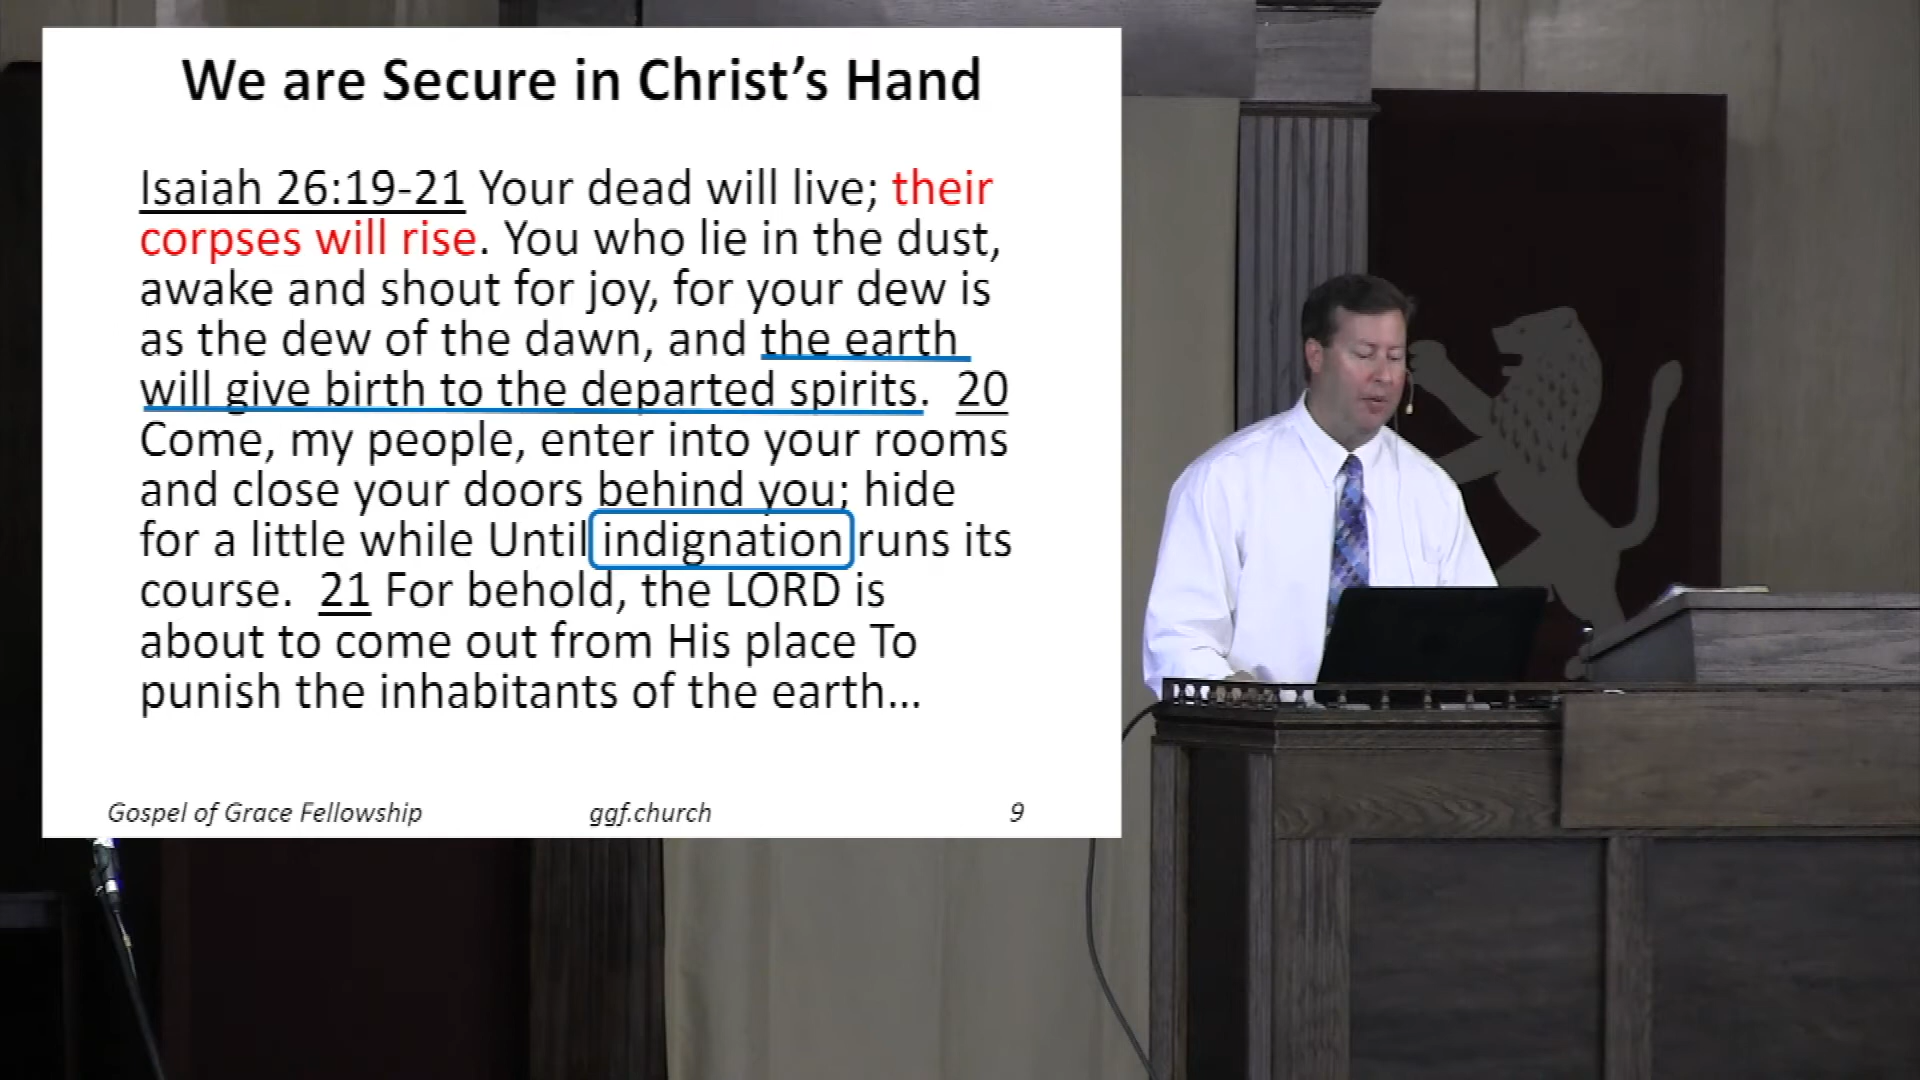 We are Secure in Christ's Hand
Isaiah 26:19-21 Your dead will live; their
corpses will rise. You who lie in the dust,
awake and shout for joy, for your dew is
as the dew of the dawn, and the earth
will give birth to the departed spirits. 20
Come, my people, enter into your rooms
and close your doors behind you; hide
for a little while Until indignation runs its
course. 21 For behold, the LORD is
about to come out from His place To
punish the inhabitants of the earth...
Gospel of Grace Fellowship ggf.church 9